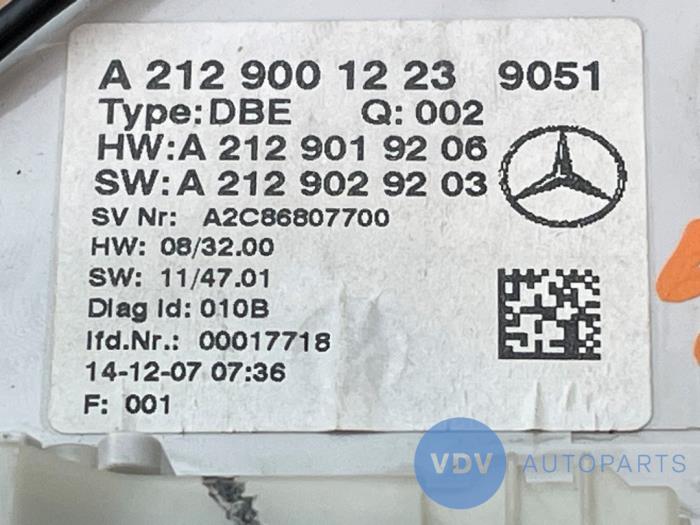 A 212 900 12 23 9051
Type: DBE Q: 002
HW: A 212 901 92 06
SW: A 212 902 92 03
SV Nr: A2C86807700
HW: 08/32.00
SW: 11/47.01
Diag Id: 010B
lfd.Nr.: 00017718
14-12-07 07:36
F: 001
VDV AUTOPARTS